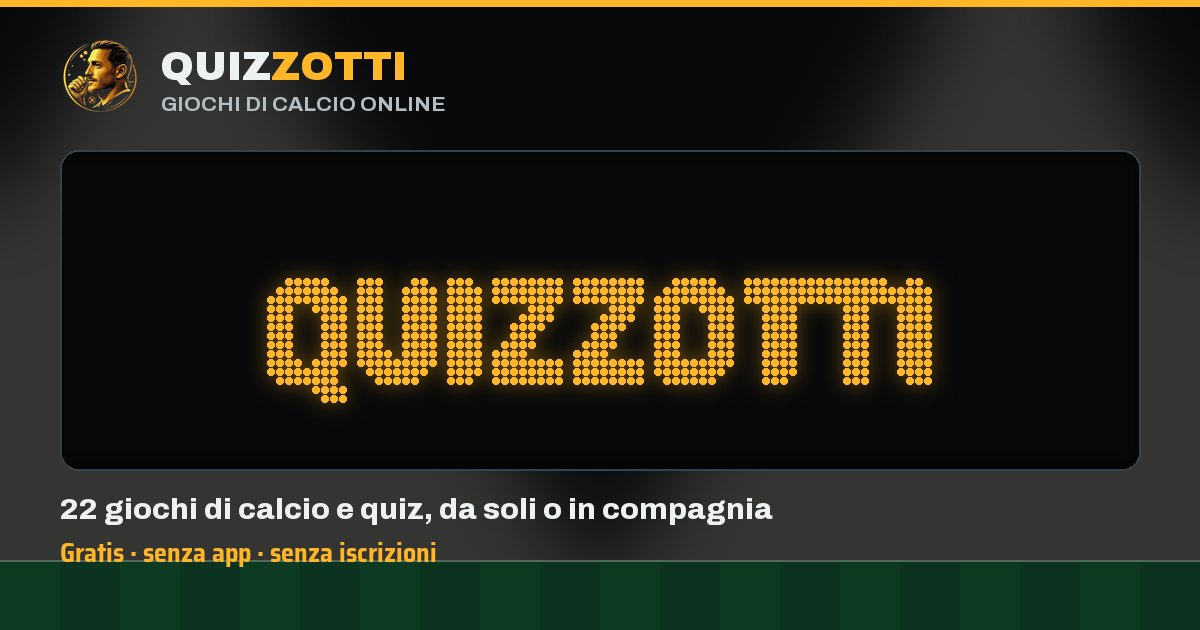 QUIZZOTTI
GIOCHI DI CALCIO ONLINE
QUIZZOTTI
22 giochi di calcio e quiz, da soli o in compagnia
Gratis · senza app · senza iscrizioni